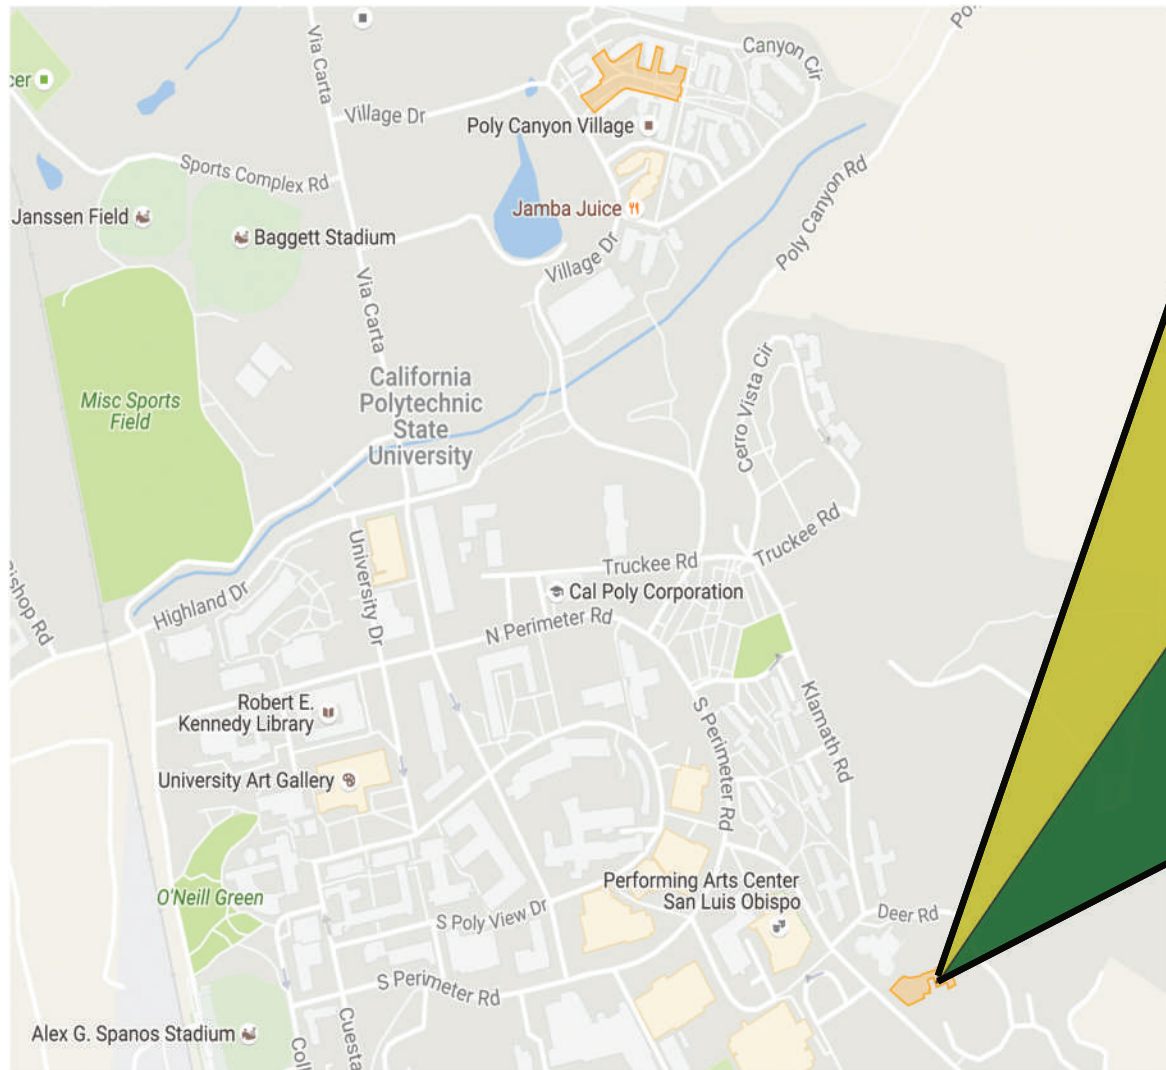 Canyon Cir
Via Carta
cer
Village Dr
Poly Canyon Village
Sports Complex Rd
Poly Canyon Rd
Janssen Field
Jamba Juice
Baggett Stadium
Village Dr
Via Carta
California
Polytechnic
State
University
Misc Sports
Field
Cerro Vista Cir
Truckee Rd
University Dr
Truckee Rd
Cal Poly Corporation
Highland Dr
N Perimeter Rd
Bishop Rd
Robert E.
Kennedy Library
S Perimeter Rd
Klamath Rd
University Art Gallery
Performing Arts Center
San Luis Obispo
O'Neill Green
S Poly View Dr
Deer Rd
S Perimeter Rd
Alex G. Spanos Stadium
Cuesta
Coll